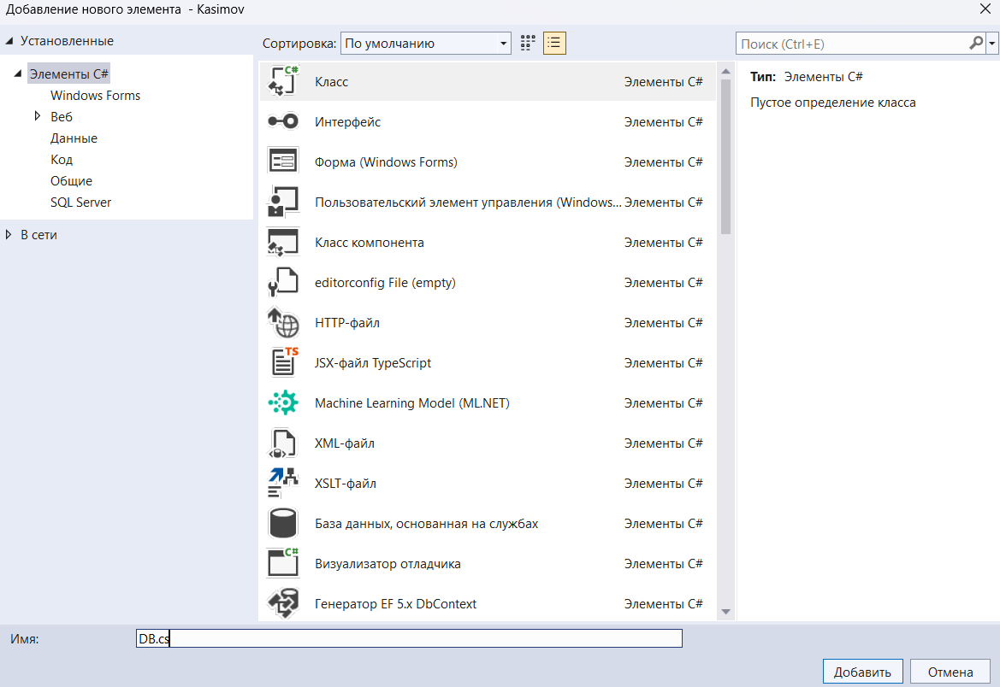 Добавление нового элемента - Kasimov
Установленные
Элементы C#
Windows Forms
Веб
Данные
Код
Общие
SQL Server
В сети
Сортировка: По умолчанию
Класс Элементы C#
Интерфейс Элементы C#
Форма (Windows Forms) Элементы C#
Пользовательский элемент управления (Windows... Элементы C#
Класс компонента Элементы C#
editorconfig File (empty) Элементы C#
HTTP-файл Элементы C#
TS
JSX-файл TypeScript Элементы C#
Machine Learning Model (ML.NET) Элементы C#
XML-файл Элементы C#
XSLT-файл Элементы C#
База данных, основанная на службах Элементы C#
C#
Визуализатор отладчика Элементы C#
Генератор EF 5.x DbContext Элементы C#
Поиск (Ctrl+E)
Тип: Элементы C#
Пустое определение класса
Имя: DB.cs
Добавить Отмена